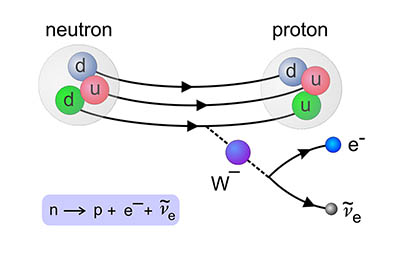 neutron
proton
d
u
d
d
u
u
W⁻
e⁻
ν̃ₑ
n → p + e⁻ + ν̃ₑ